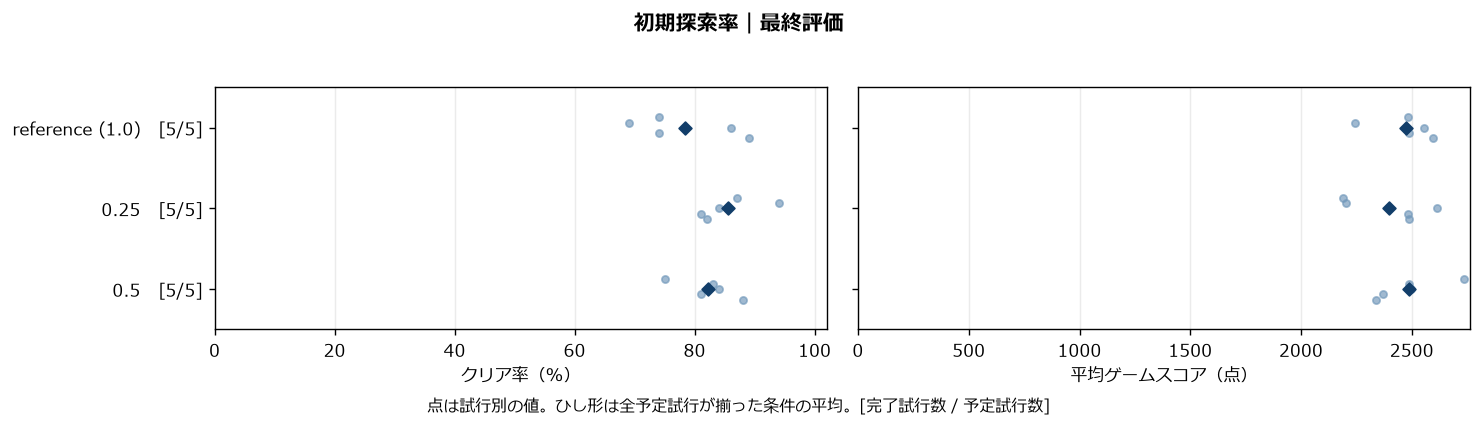 初期探索率｜最終評価
reference (1.0) [5/5]
0.25 [5/5]
0.5 [5/5]
0 20 40 60 80 100
クリア率（%）
0 500 1000 1500 2000 2500
平均ゲームスコア（点）
点は試行別の値。ひし形は全予定試行が揃った条件の平均。[完了試行数 / 予定試行数]